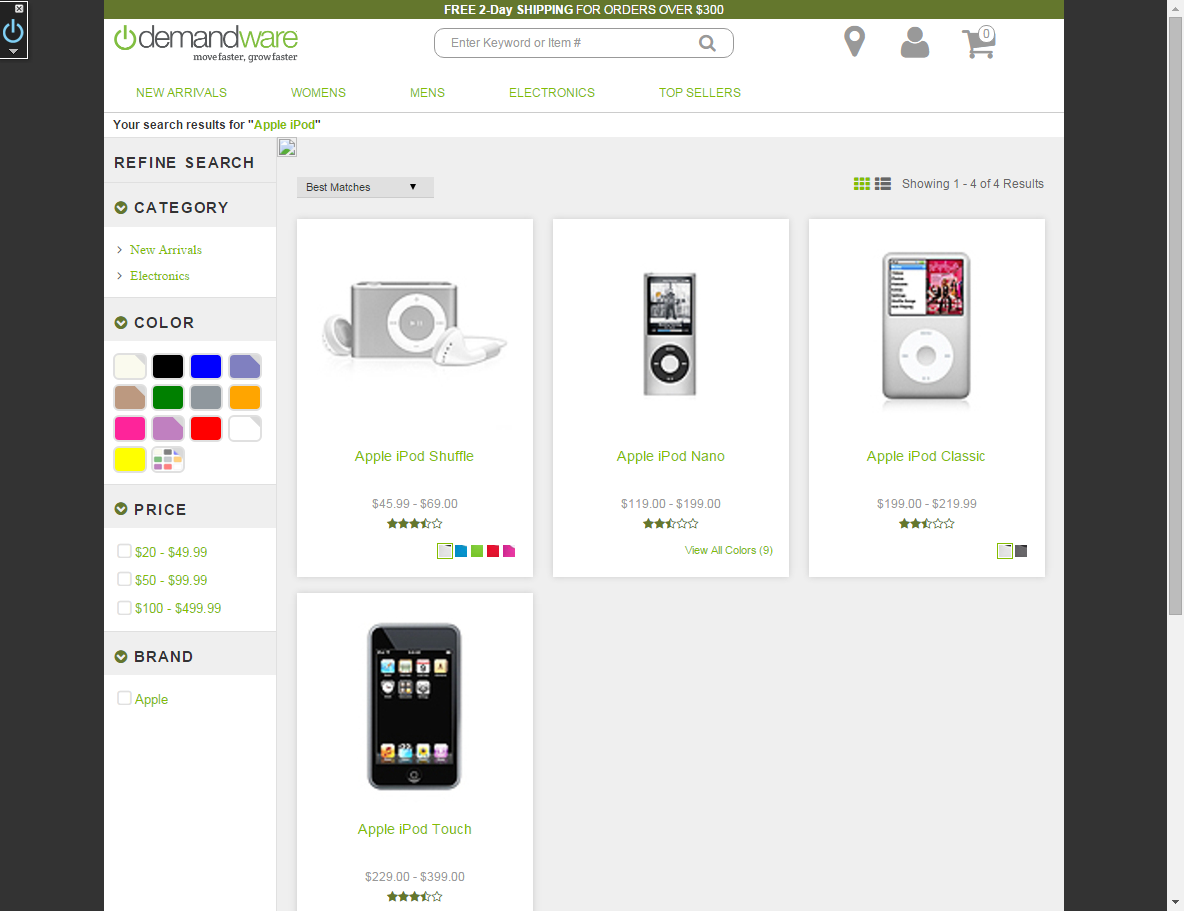 FREE 2-Day SHIPPING FOR ORDERS OVER $300
demandware
move faster, grow faster
Enter Keyword or Item #
0
NEW ARRIVALS WOMENS MENS ELECTRONICS TOP SELLERS
Your search results for "Apple iPod"
REFINE SEARCH
CATEGORY
New Arrivals
Electronics
COLOR
PRICE
$20 - $49.99
$50 - $99.99
$100 - $499.99
BRAND
Apple
Best Matches
Showing 1 - 4 of 4 Results
Apple iPod Shuffle
$45.99 - $69.00
Apple iPod Nano
$119.00 - $199.00
View All Colors (9)
Apple iPod Classic
$199.00 - $219.99
Apple iPod Touch
$229.00 - $399.00